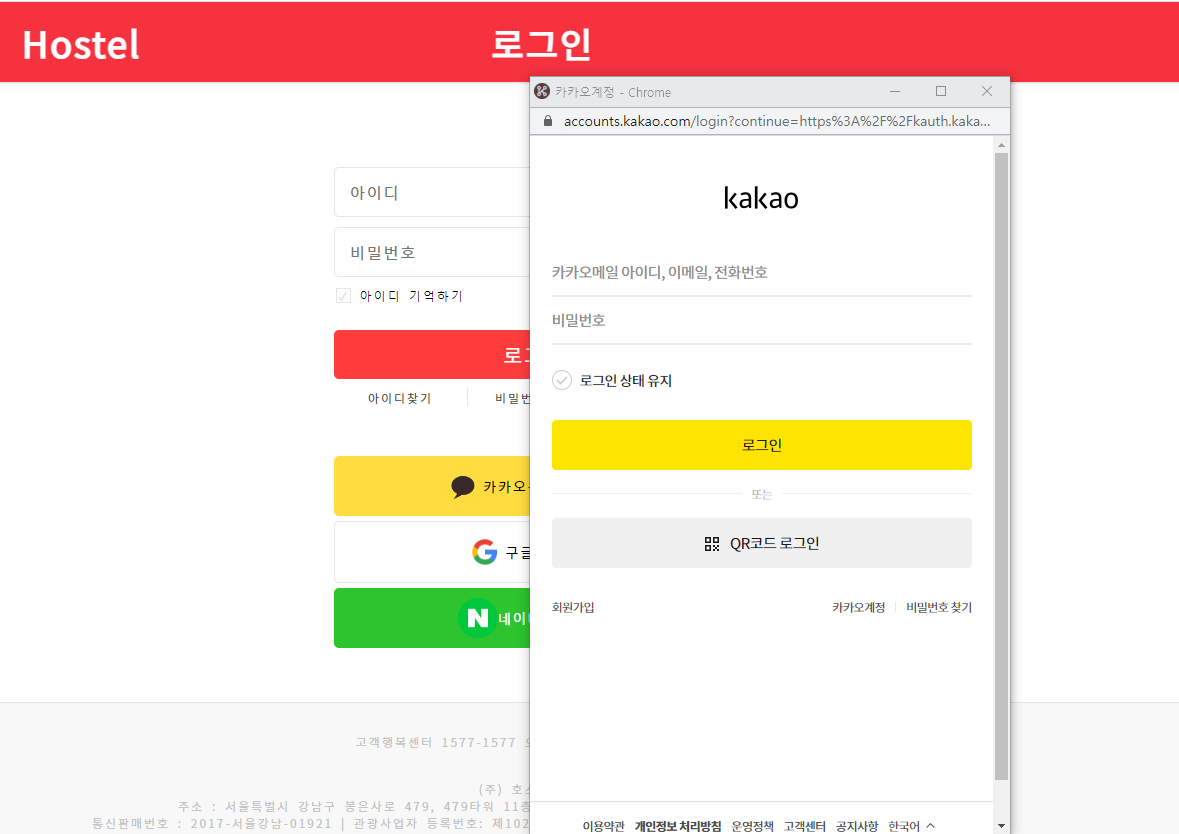 Hostel
로그인
카카오계정 - Chrome
accounts.kakao.com/login?continue=https%3A%2F%2Fkauth.kaka...
kakao
카카오메일 아이디, 이메일, 전화번호
비밀번호
로그인 상태 유지
로그인
또는
QR코드 로그인
회원가입
카카오계정
비밀번호 찾기
이용약관 개인정보 처리방침 운영정책 고객센터 공지사항 한국어
아이디
비밀번호
아이디 기억하기
아이디찾기
카카오
구글
N
고객행복센터 1577-1577
(주)
주소 : 서울특별시 강남구 봉은사로 479, 479타워 11층
통신판매번호 : 2017-서울강남-01921 | 관광사업자 등록번호: 제102